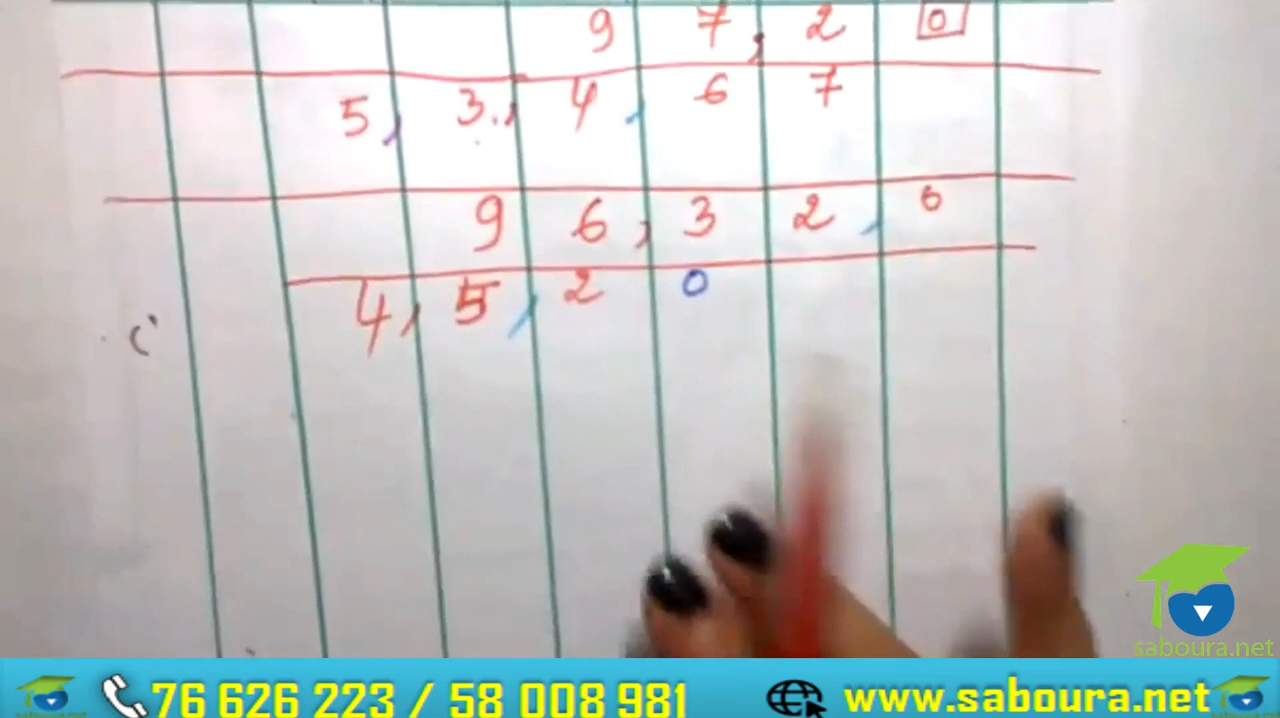 9 7, 2 0
5, 3., 4, 6 7
9 6, 3 2, 0
4, 5, 2 0
saboura.net
76 626 223 / 58 008 981 www.saboura.net